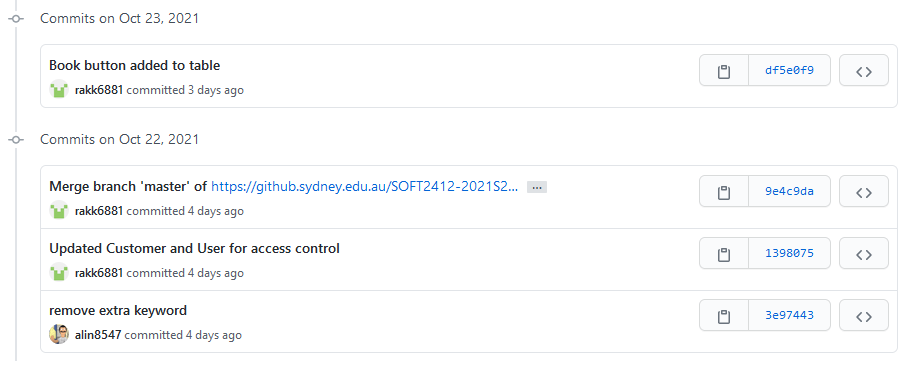 Commits on Oct 23, 2021
Book button added to table
df5e0f9
rakk6881 committed 3 days ago
Commits on Oct 22, 2021
Merge branch 'master' of https://github.sydney.edu.au/SOFT2412-2021S2... ...
9e4c9da
rakk6881 committed 4 days ago
Updated Customer and User for access control
1398075
rakk6881 committed 4 days ago
remove extra keyword
3e97443
alin8547 committed 4 days ago